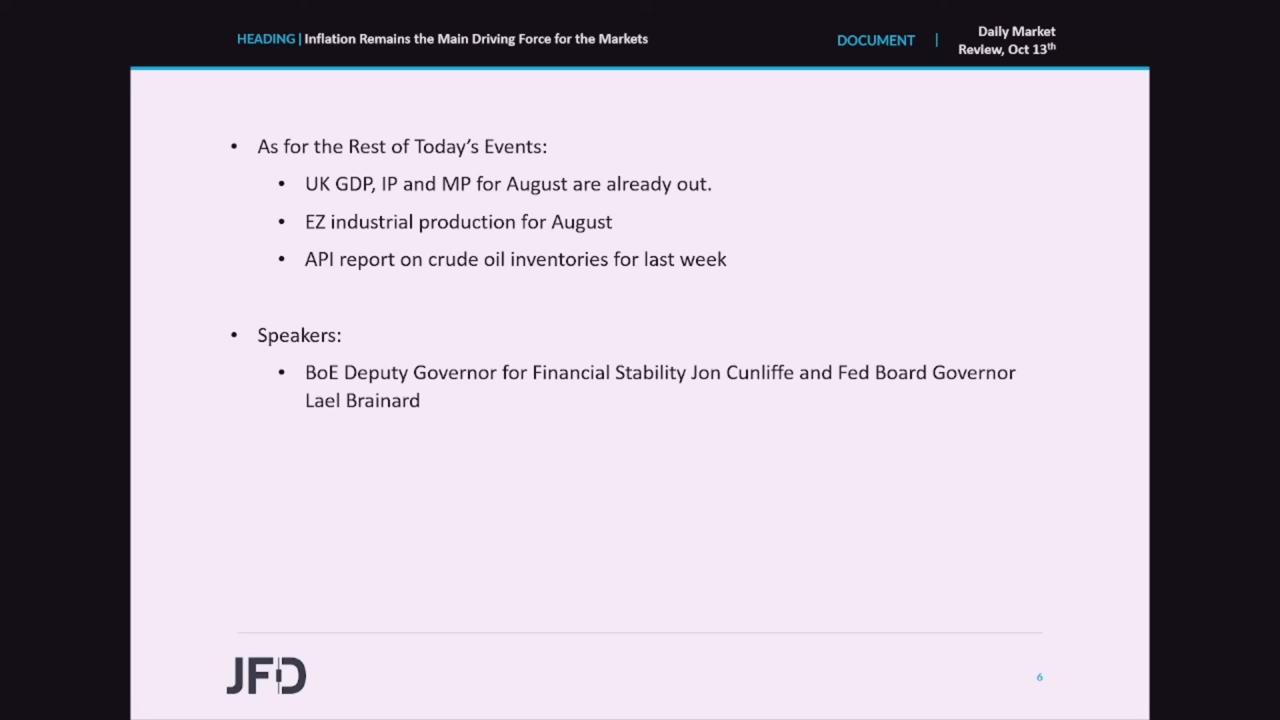 HEADING | Inflation Remains the Main Driving Force for the Markets
DOCUMENT |
Daily Market
Review, Oct 13th
• As for the Rest of Today’s Events:
• UK GDP, IP and MP for August are already out.
• EZ industrial production for August
• API report on crude oil inventories for last week
• Speakers:
• BoE Deputy Governor for Financial Stability Jon Cunliffe and Fed Board Governor
Lael Brainard
JFD
6